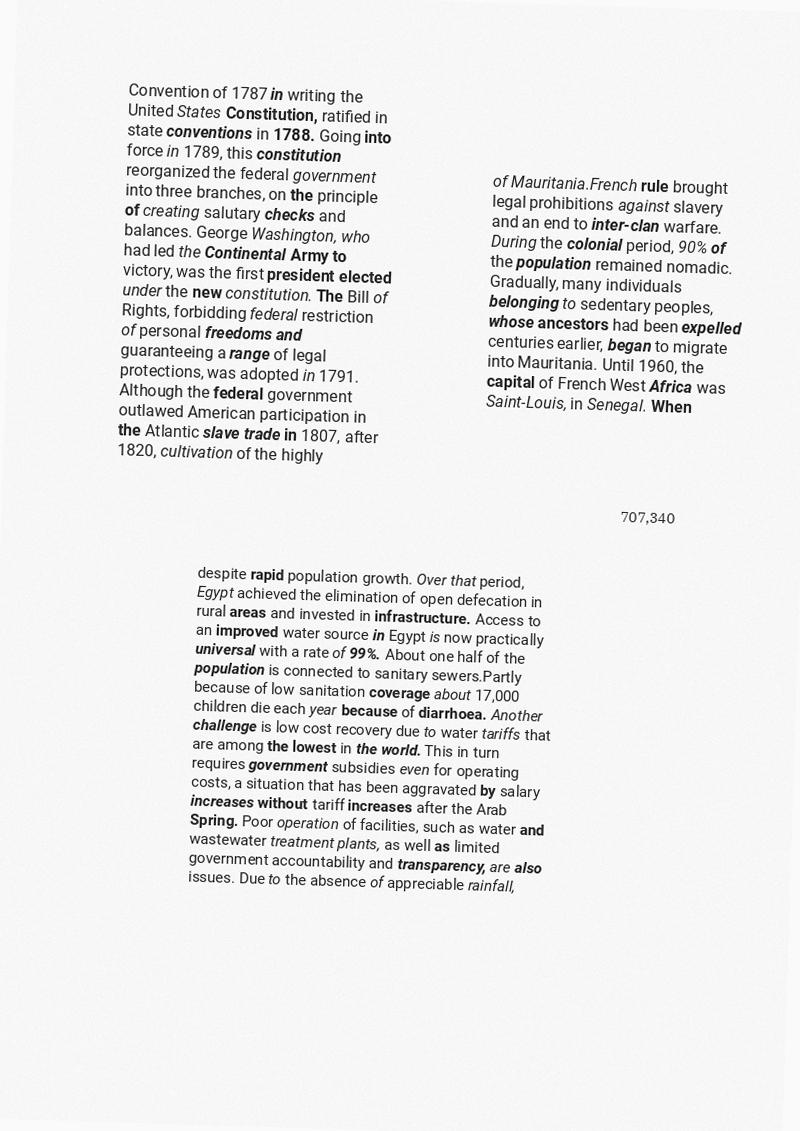 Convention of 1787 in writing the
United States Constitution, ratified in
state conventions in 1788. Going into
force in 1789, this constitution
reorganized the federal government
into three branches, on the principle
of creating salutary checks and
balances. George Washington, who
had led the Continental Army to
victory, was the first president elected
under the new constitution. The Bill of
Rights, forbidding federal restriction
of personal freedoms and
guaranteeing a range of legal
protections, was adopted in 1791.
Although the federal government
outlawed American participation in
the Atlantic slave trade in 1807, after
1820, cultivation of the highly
of Mauritania.French rule brought
legal prohibitions against slavery
and an end to inter-clan warfare.
During the colonial period, 90% of
the population remained nomadic.
Gradually, many individuals
belonging to sedentary peoples,
whose ancestors had been expelled
centuries earlier, began to migrate
into Mauritania. Until 1960, the
capital of French West Africa was
Saint-Louis, in Senegal. When
707,340
despite rapid population growth. Over that period,
Egypt achieved the elimination of open defecation in
rural areas and invested in infrastructure. Access to
an improved water source in Egypt is now practically
universal with a rate of 99%. About one half of the
population is connected to sanitary sewers.Partly
because of low sanitation coverage about 17,000
children die each year because of diarrhoea. Another
challenge is low cost recovery due to water tariffs that
are among the lowest in the world. This in turn
requires government subsidies even for operating
costs, a situation that has been aggravated by salary
increases without tariff increases after the Arab
Spring. Poor operation of facilities, such as water and
wastewater treatment plants, as well as limited
government accountability and transparency, are also
issues. Due to the absence of appreciable rainfall,